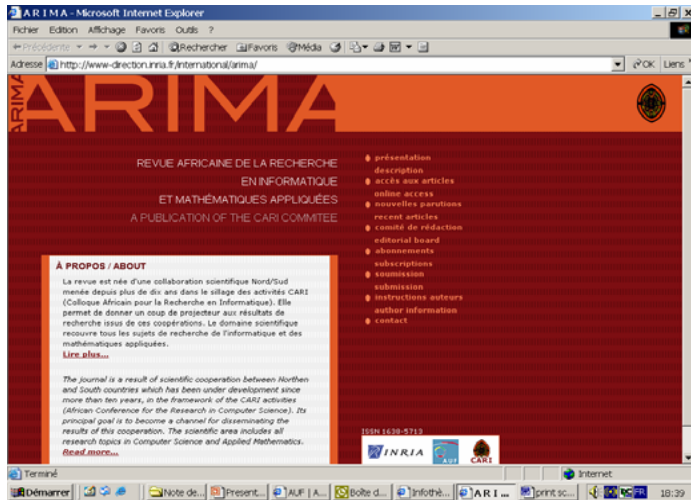 A R I M A - Microsoft Internet Explorer
Fichier Edition Affichage Favoris Outils ?
Précédente Rechercher Favoris Média
Adresse http://www-direction.inria.fr/international/arima/ OK Liens
ARIMA
ARIMA
REVUE AFRICAINE DE LA RECHERCHE
EN INFORMATIQUE
ET MATHÉMATIQUES APPLIQUÉES
A PUBLICATION OF THE CARI COMMITEE
présentation
description
accès aux articles
online access
nouvelles parutions
recent articles
comité de rédaction
editorial board
abonnements
subscriptions
soumission
submission
instructions auteurs
author information
contact
À PROPOS / ABOUT
La revue est née d'une collaboration scientifique Nord/Sud
menée depuis plus de dix ans dans le sillage des activités CARI
(Colloque Africain pour la Recherche en Informatique). Elle
permet de donner un coup de projecteur aux résultats de
recherche issus de ces coopérations. Le domaine scientifique
recouvre tous les sujets de recherche de l'informatique et des
mathématiques appliquées.
Lire plus...
The journal is a result of scientific cooperation between Northen
and South countries which has been under development since
more than ten years, in the framework of the CARI activities
(African Conference for the Research in Computer Science). Its
principal goal is to become a channel for disseminating the
results of this cooperation. The scientific area includes all
research topics in Computer Science and Applied Mathematics.
Read more...
ISSN 1638-5713
INRIA AUF CARI
Terminé Internet
Démarrer Note de... Present... AUF | A... Boîte d... Infothè... A R I ... print sc... FR 18:39